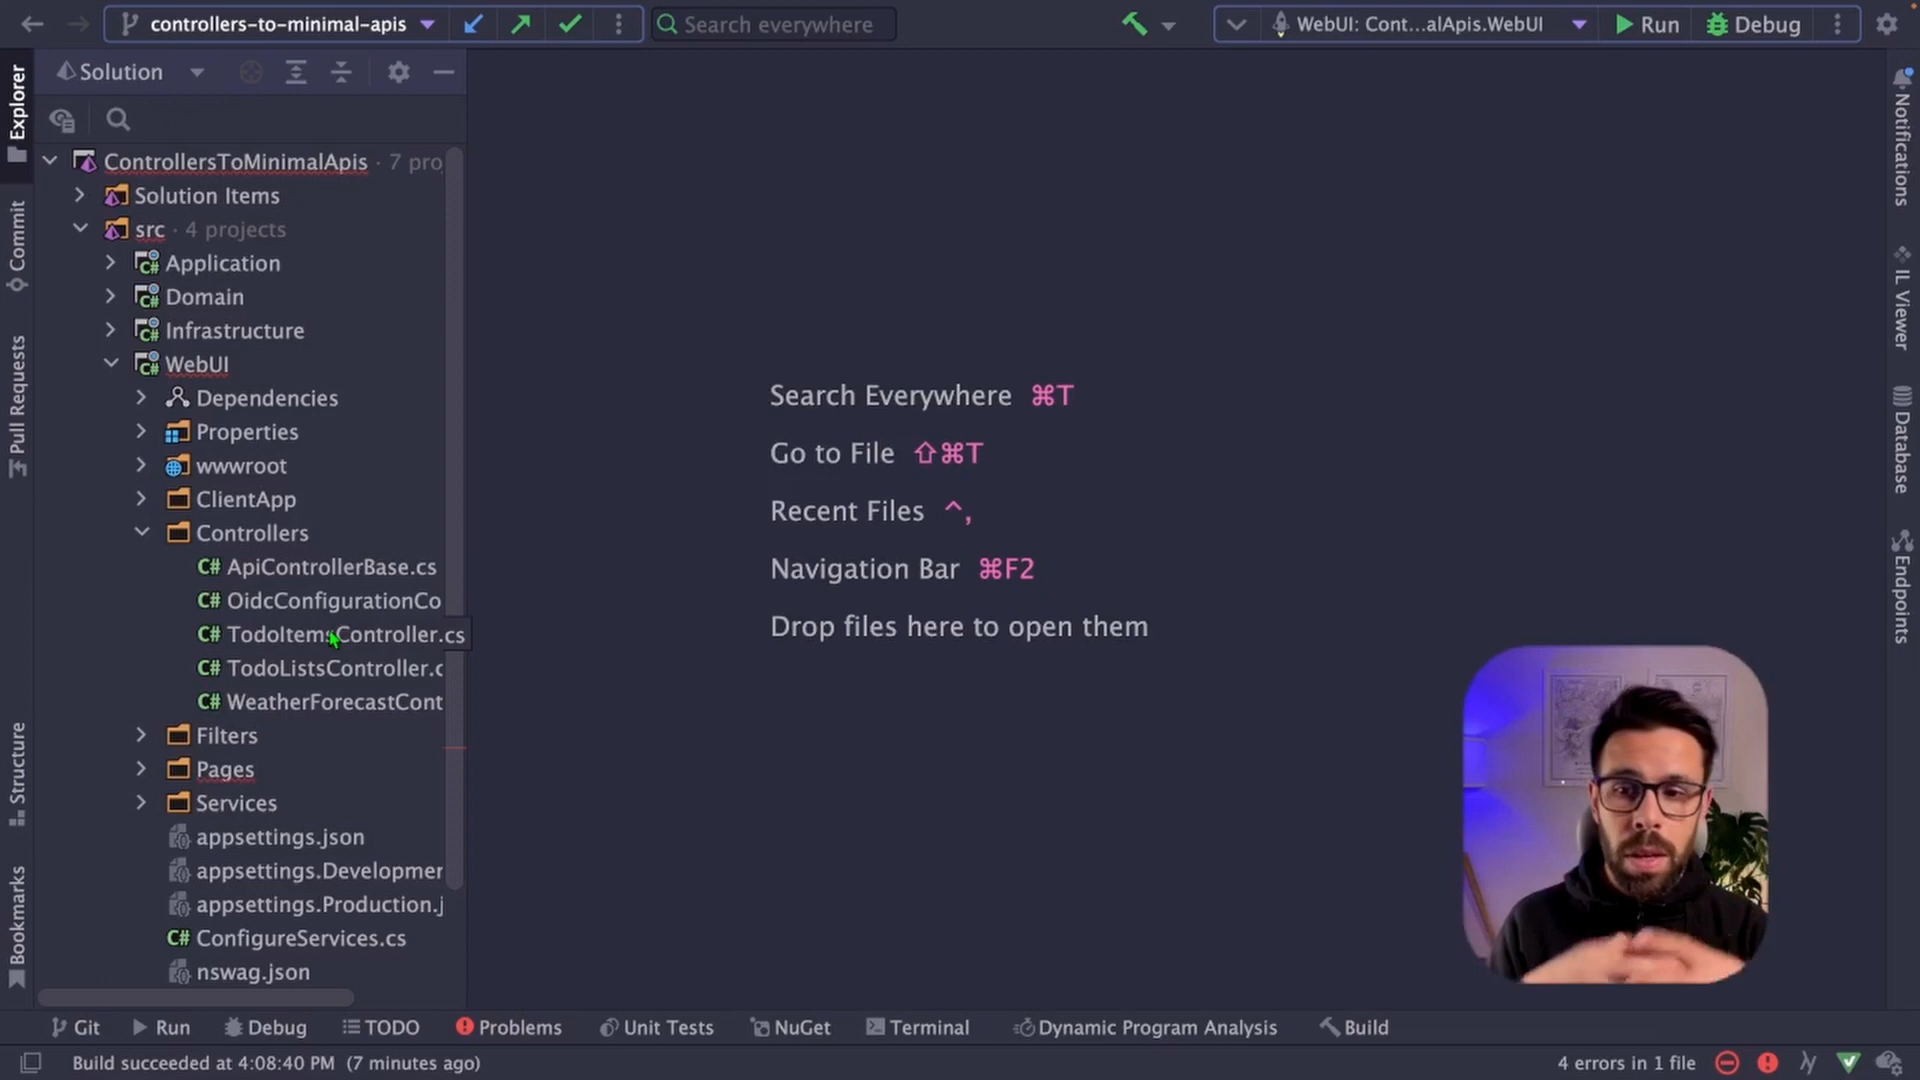 controllers-to-minimal-apis
Search everywhere
WebUI: Cont...alApis.WebUI
Run
Debug
Solution
Explorer
Commit
Pull Requests
Structure
Bookmarks
ControllersToMinimalApis · 7 pro
Solution Items
src · 4 projects
Application
Domain
Infrastructure
WebUI
Dependencies
Properties
wwwroot
ClientApp
Controllers
C# ApiControllerBase.cs
C# OidcConfigurationCo
C# TodoItemsController.cs
C# TodoListsController.c
C# WeatherForecastCont
Filters
Pages
Services
appsettings.json
appsettings.Developmer
appsettings.Production.j
C# ConfigureServices.cs
nswag.json
Search Everywhere ⌘T
Go to File ⇧⌘T
Recent Files ^,
Navigation Bar ⌘F2
Drop files here to open them
Notifications
IL Viewer
Database
Endpoints
Git
Run
Debug
TODO
Problems
Unit Tests
NuGet
Terminal
Dynamic Program Analysis
Build
Build succeeded at 4:08:40 PM (7 minutes ago)
4 errors in 1 file